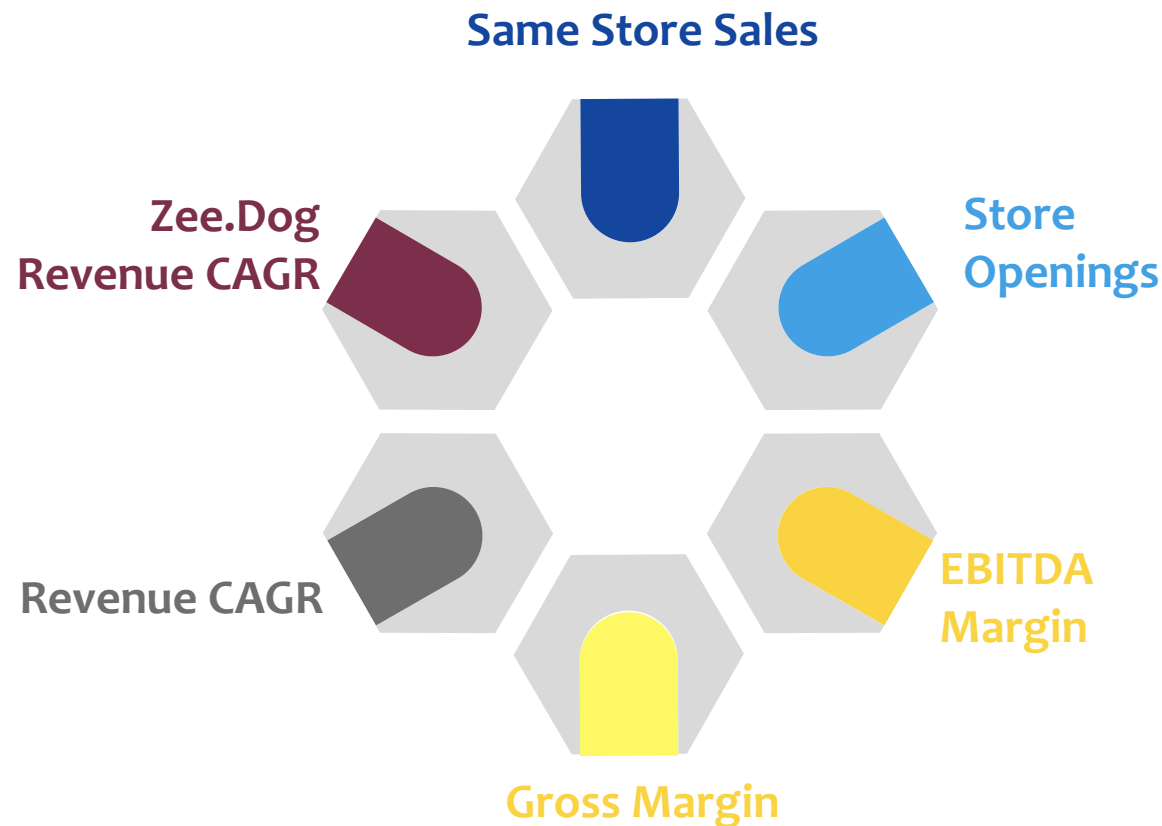 Same Store Sales
Zee.Dog
Revenue CAGR
Store
Openings
Revenue CAGR
EBITDA
Margin
Gross Margin